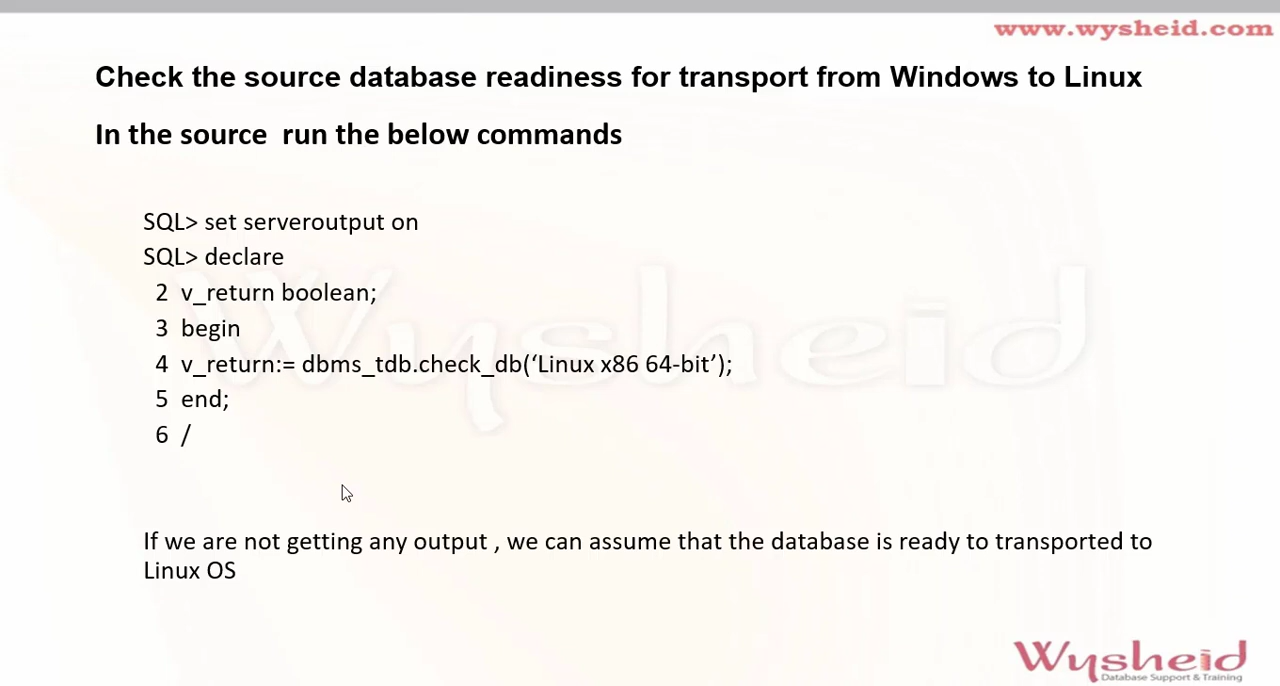 www.wysheid.com
Check the source database readiness for transport from Windows to Linux
In the source  run the below commands
SQL> set serveroutput on
SQL> declare
2  v_return boolean;
3  begin
4  v_return:= dbms_tdb.check_db(‘Linux x86 64-bit’);
5  end;
6  /
Wysheid
If we are not getting any output , we can assume that the database is ready to transported to
Linux OS
Wysheid
Database Support & Training